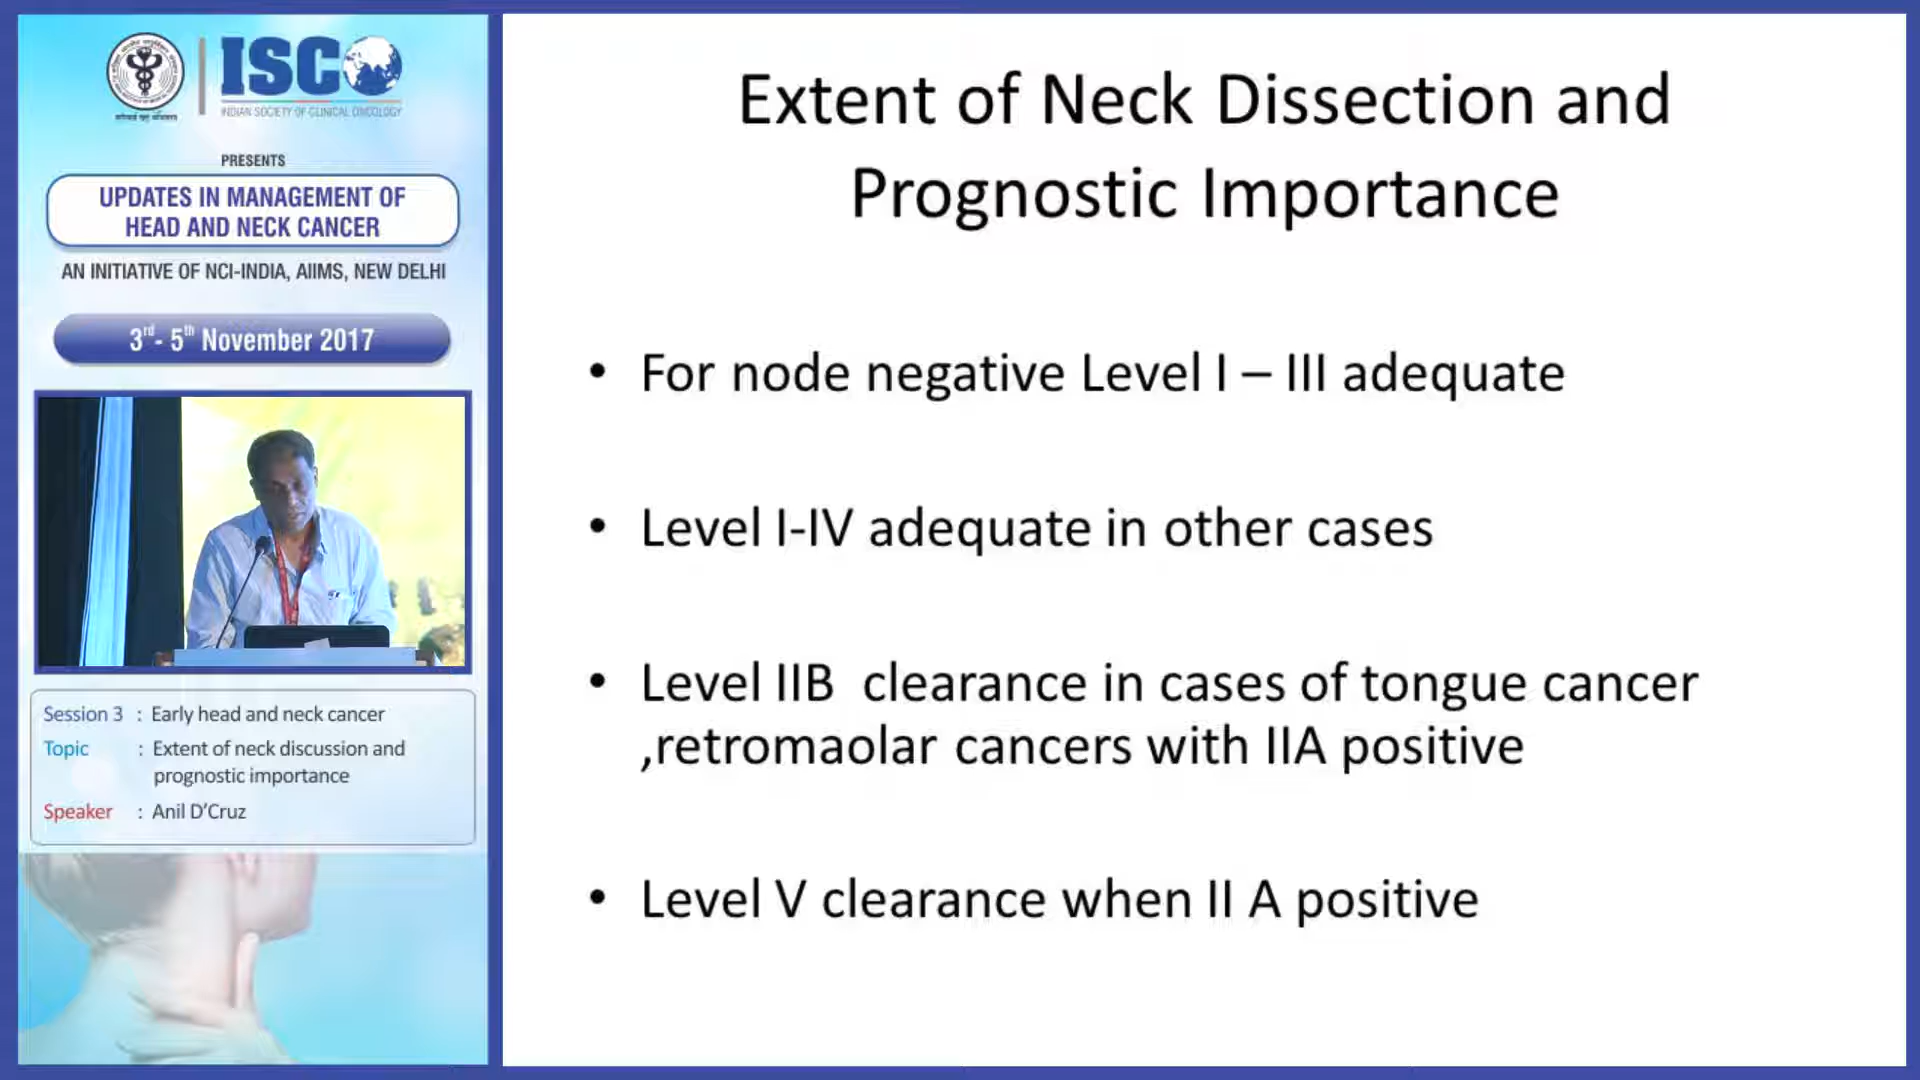 ISCO
INDIAN SOCIETY OF CLINICAL ONCOLOGY
PRESENTS
UPDATES IN MANAGEMENT OF
HEAD AND NECK CANCER
AN INITIATIVE OF NCI-INDIA, AIIMS, NEW DELHI
3rd- 5th November 2017
Session 3 : Early head and neck cancer
Topic : Extent of neck discussion and
prognostic importance
Speaker : Anil D'Cruz
Extent of Neck Dissection and
Prognostic Importance
• For node negative Level I – III adequate
• Level I-IV adequate in other cases
• Level IIB clearance in cases of tongue cancer
,retromaolar cancers with IIA positive
• Level V clearance when II A positive